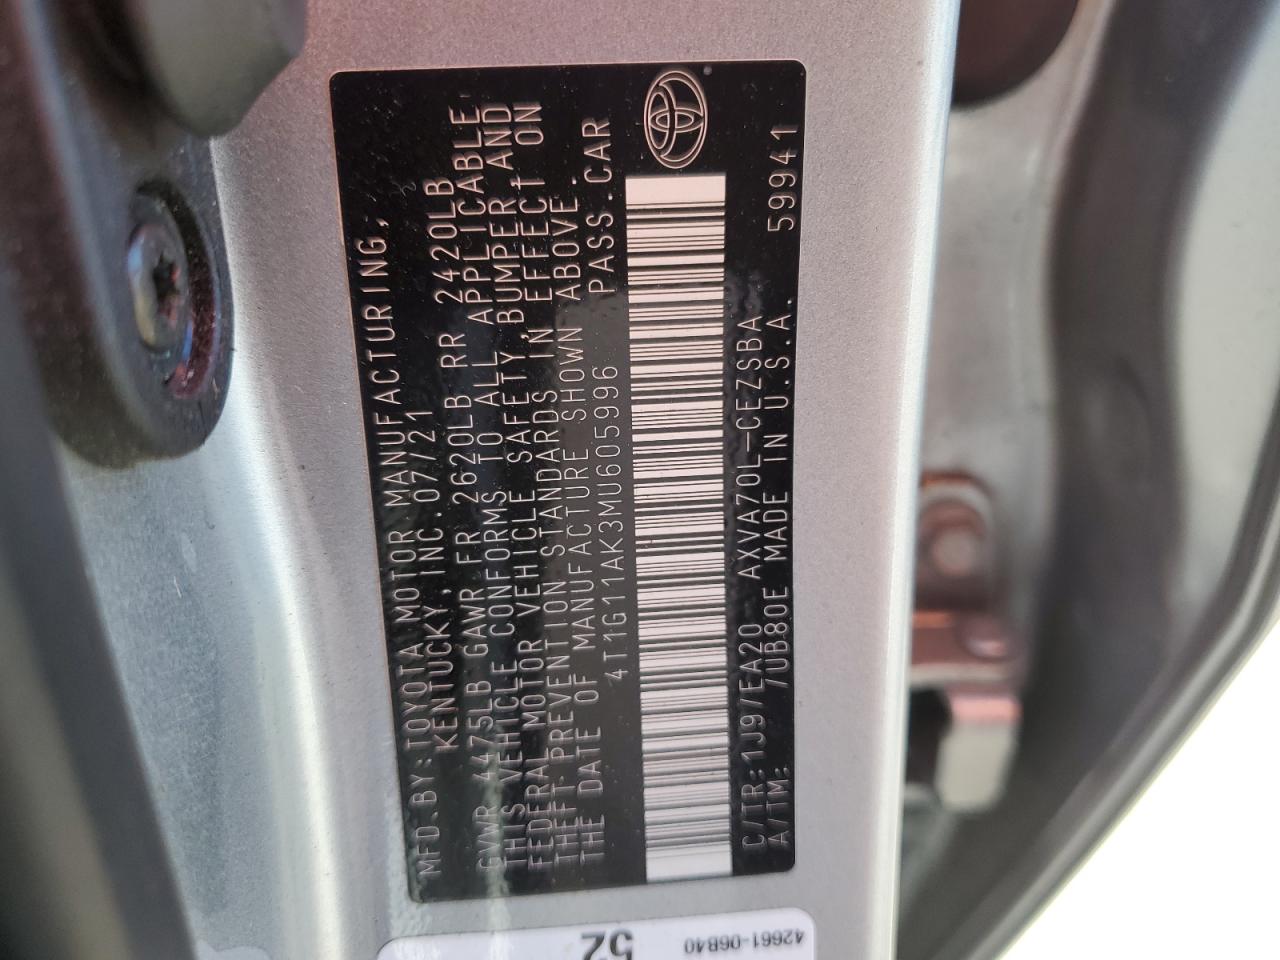 MFD.BY:TOYOTA MOTOR MANUFACTURING,
KENTUCKY,INC.07/21
GVWR 4475LB GAWR FR 2620LB RR 2420LB
THIS VEHICLE CONFORMS TO ALL APPLICABLE
FEDERAL MOTOR VEHICLE SAFETY,BUMPER,AND
THEFT PREVENTION STANDARDS IN EFFECT ON
THE DATE OF MANUFACTURE SHOWN ABOVE.
4T1G11AK3MU605996 PASS.CAR
C/TR:1J9/EA20 AXVA70L-CEZSBA
A/TM: /UB80E MADE IN U.S.A. 59941
42661-06B40
52